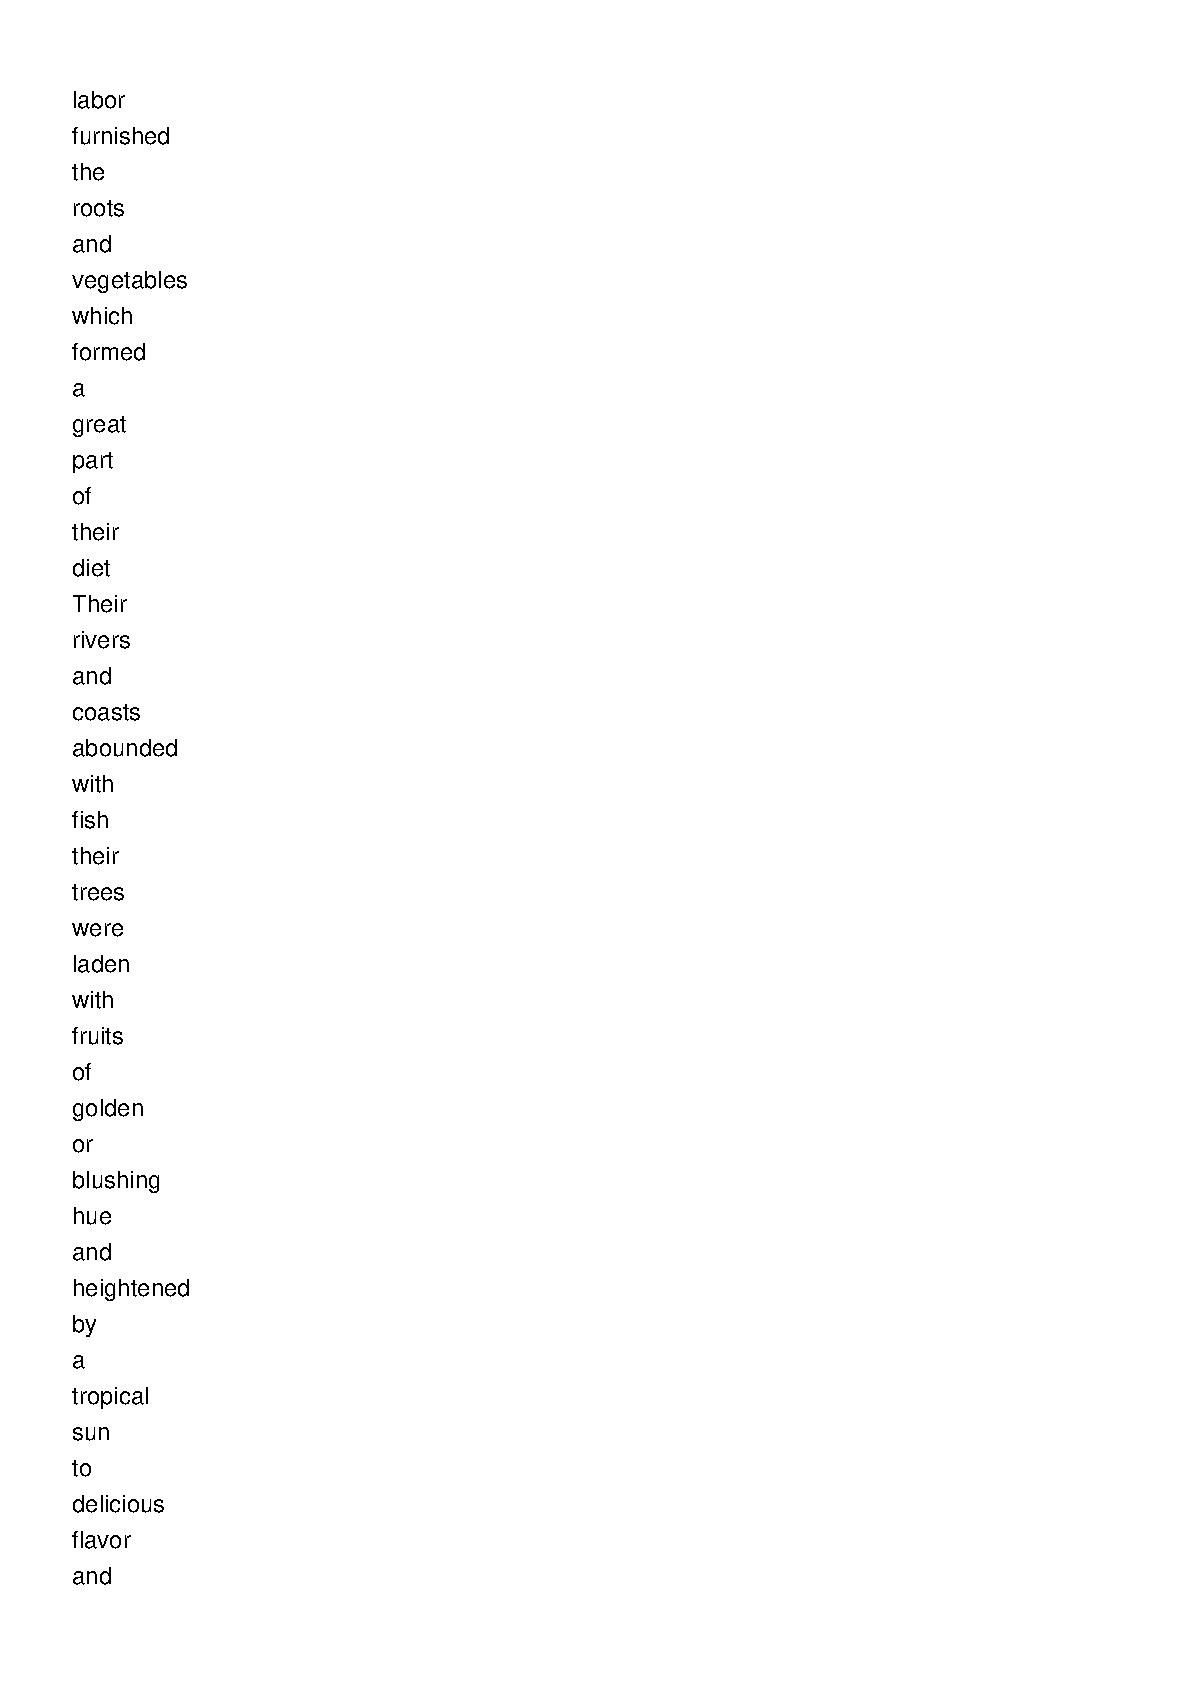 labor
furnished
the
roots
and
vegetables
which
formed
a
great
part
of
their
diet
Their
rivers
and
coasts
abounded
with
fish
their
trees
were
laden
with
fruits
of
golden
or
blushing
hue
and
heightened
by
a
tropical
sun
to
delicious
flavor
and